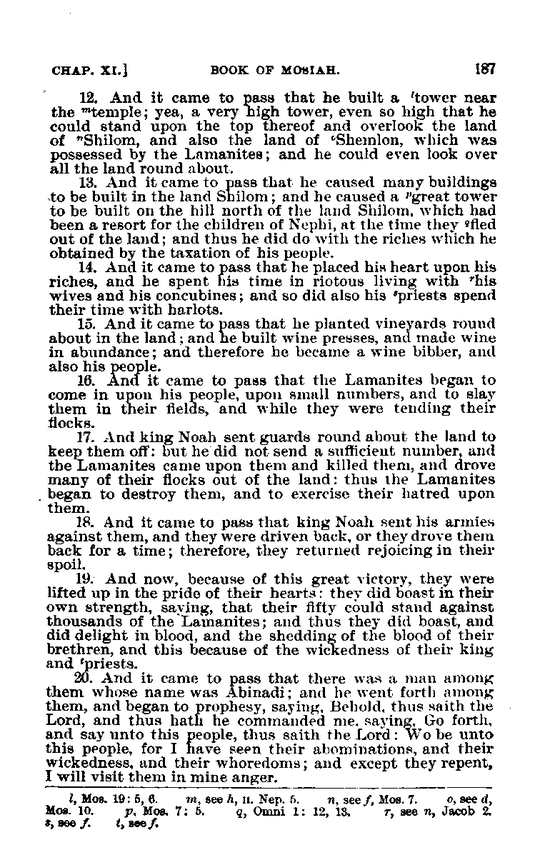 CHAP. XI.] BOOK OF MOSIAH. 187
12. And it came to pass that he built a ˡtower near
the ᵐtemple; yea, a very high tower, even so high that he
could stand upon the top thereof and overlook the land
of ⁿShilom, and also the land of ᵒShemlon, which was
possessed by the Lamanites; and he could even look over
all the land round about.
13. And it came to pass that he caused many buildings
to be built in the land Shilom; and he caused a ᵖgreat tower
to be built on the hill north of the land Shilom, which had
been a resort for the children of Nephi, at the time they qfled
out of the land; and thus he did do with the riches which he
obtained by the taxation of his people.
14. And it came to pass that he placed his heart upon his
riches, and he spent his time in riotous living with ʳhis
wives and his concubines; and so did also his ˢpriests spend
their time with harlots.
15. And it came to pass that he planted vineyards round
about in the land; and he built wine presses, and made wine
in abundance; and therefore he became a wine bibber, and
also his people.
16. And it came to pass that the Lamanites began to
come in upon his people, upon small numbers, and to slay
them in their fields, and while they were tending their
flocks.
17. And king Noah sent guards round about the land to
keep them off: but he did not send a sufficient number, and
the Lamanites came upon them and killed them, and drove
many of their flocks out of the land: thus the Lamanites
began to destroy them, and to exercise their hatred upon
them.
18. And it came to pass that king Noah sent his armies
against them, and they were driven back, or they drove them
back for a time; therefore, they returned rejoicing in their
spoil.
19. And now, because of this great victory, they were
lifted up in the pride of their hearts: they did boast in their
own strength, saying, that their fifty could stand against
thousands of the Lamanites; and thus they did boast, and
did delight in blood, and the shedding of the blood of their
brethren, and this because of the wickedness of their king
and ᵗpriests.
20. And it came to pass that there was a man among
them whose name was Abinadi; and he went forth among
them, and began to prophesy, saying, Behold, thus saith the
Lord, and thus hath he commanded me, saying, Go forth,
and say unto this people, thus saith the Lord: Wo be unto
this people, for I have seen their abominations, and their
wickedness, and their whoredoms; and except they repent,
I will visit them in mine anger.
l, Mos. 19: 5, 6. m, see h, II. Nep. 5. n, see f, Mos. 7. o, see d,
Mos. 10. p, Mos. 7: 5. q, Omni 1: 12, 13. r, see n, Jacob 2.
s, see f. t, see f.